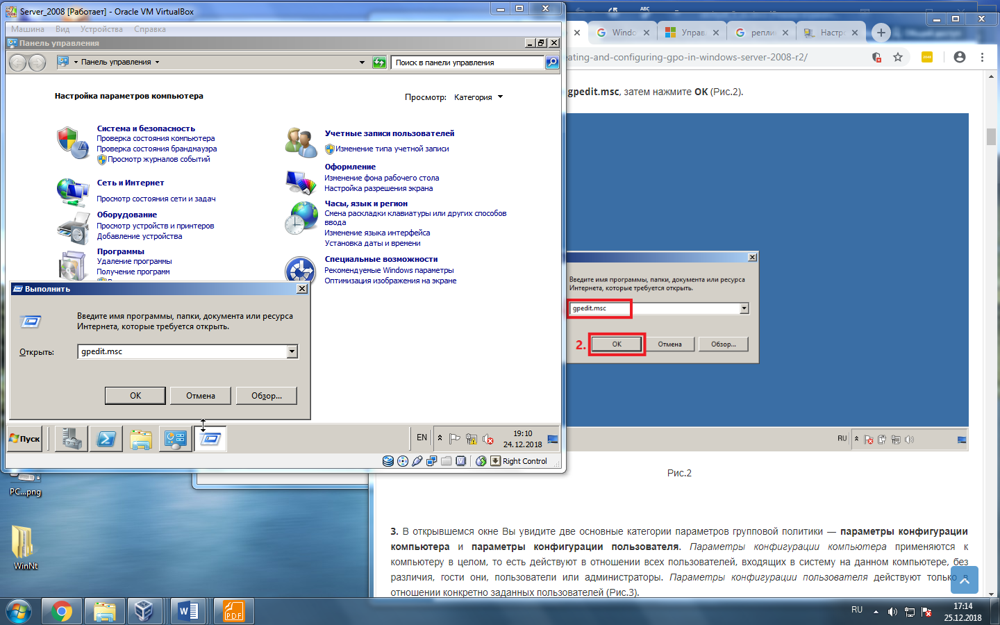 Server_2008 [Работает] - Oracle VM VirtualBox
Машина Вид Устройства Справка
Панель управления
Панель управления
Поиск в панели управления
Настройка параметров компьютера
Просмотр: Категория
Система и безопасность
Проверка состояния компьютера
Проверка состояния брандмауэра
Просмотр журналов событий
Сеть и Интернет
Просмотр состояния сети и задач
Оборудование
Просмотр устройств и принтеров
Добавление устройства
Программы
Удаление программы
Получение программ
Учетные записи пользователей
Изменение типа учетной записи
Оформление
Изменение фона рабочего стола
Настройка разрешения экрана
Часы, язык и регион
Смена раскладки клавиатуры или других способов
ввода
Изменение языка интерфейса
Установка даты и времени
Специальные возможности
Рекомендуемые Windows параметры
Оптимизация изображения на экране
Выполнить
Введите имя программы, папки, документа или ресурса
Интернета, которые требуется открыть.
Открыть: gpedit.msc
OK Отмена Обзор...
Пуск
EN
19:10
24.12.2018
Right Control
ABC
Windo Управ. репли Настро
eating-and-configuring-gpo-in-windows-server-2008-r2/
gpedit.msc, затем нажмите ОК (Рис.2).
Введите имя программы, папки, документа или ресурса
Интернета, которые требуется открыть.
gpedit.msc
2. OK Отмена Обзор...
RU
Рис.2
3. В открывшемся окне Вы увидите две основные категории параметров групповой политики — параметры конфигурации
компьютера и параметры конфигурации пользователя. Параметры конфигурации компьютера применяются к
компьютеру в целом, то есть действуют в отношении всех пользователей, входящих в систему на данном компьютере, без
различия, гости они, пользователи или администраторы. Параметры конфигурации пользователя действуют только в
отношении конкретно заданных пользователей (Рис.3).
PC...png
WinNt
PDF
RU
17:14
25.12.2018